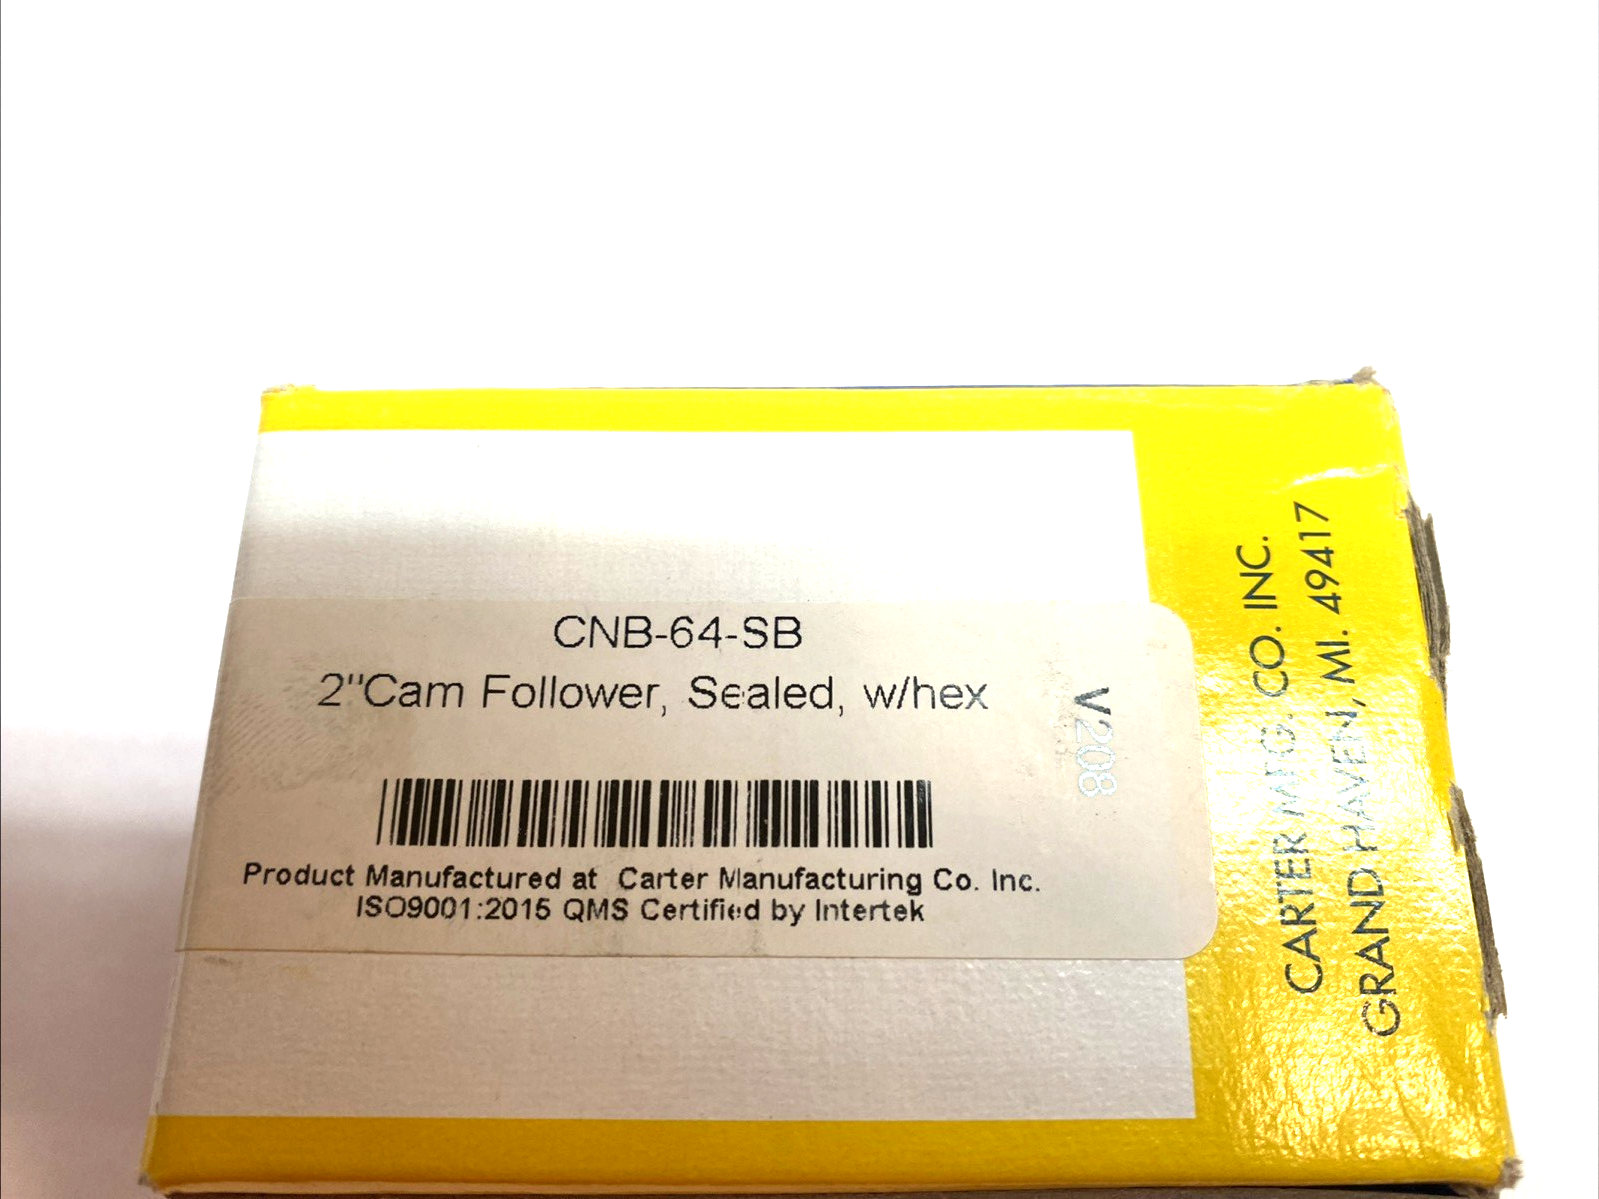 CNB-64-SB
2"Cam Follower, Sealed, w/hex
V208
Product Manufactured at Carter Manufacturing Co. Inc.
ISO9001:2015 QMS Certified by Intertek
CARTER MFG. CO. INC.
GRAND HAVEN, MI. 49417